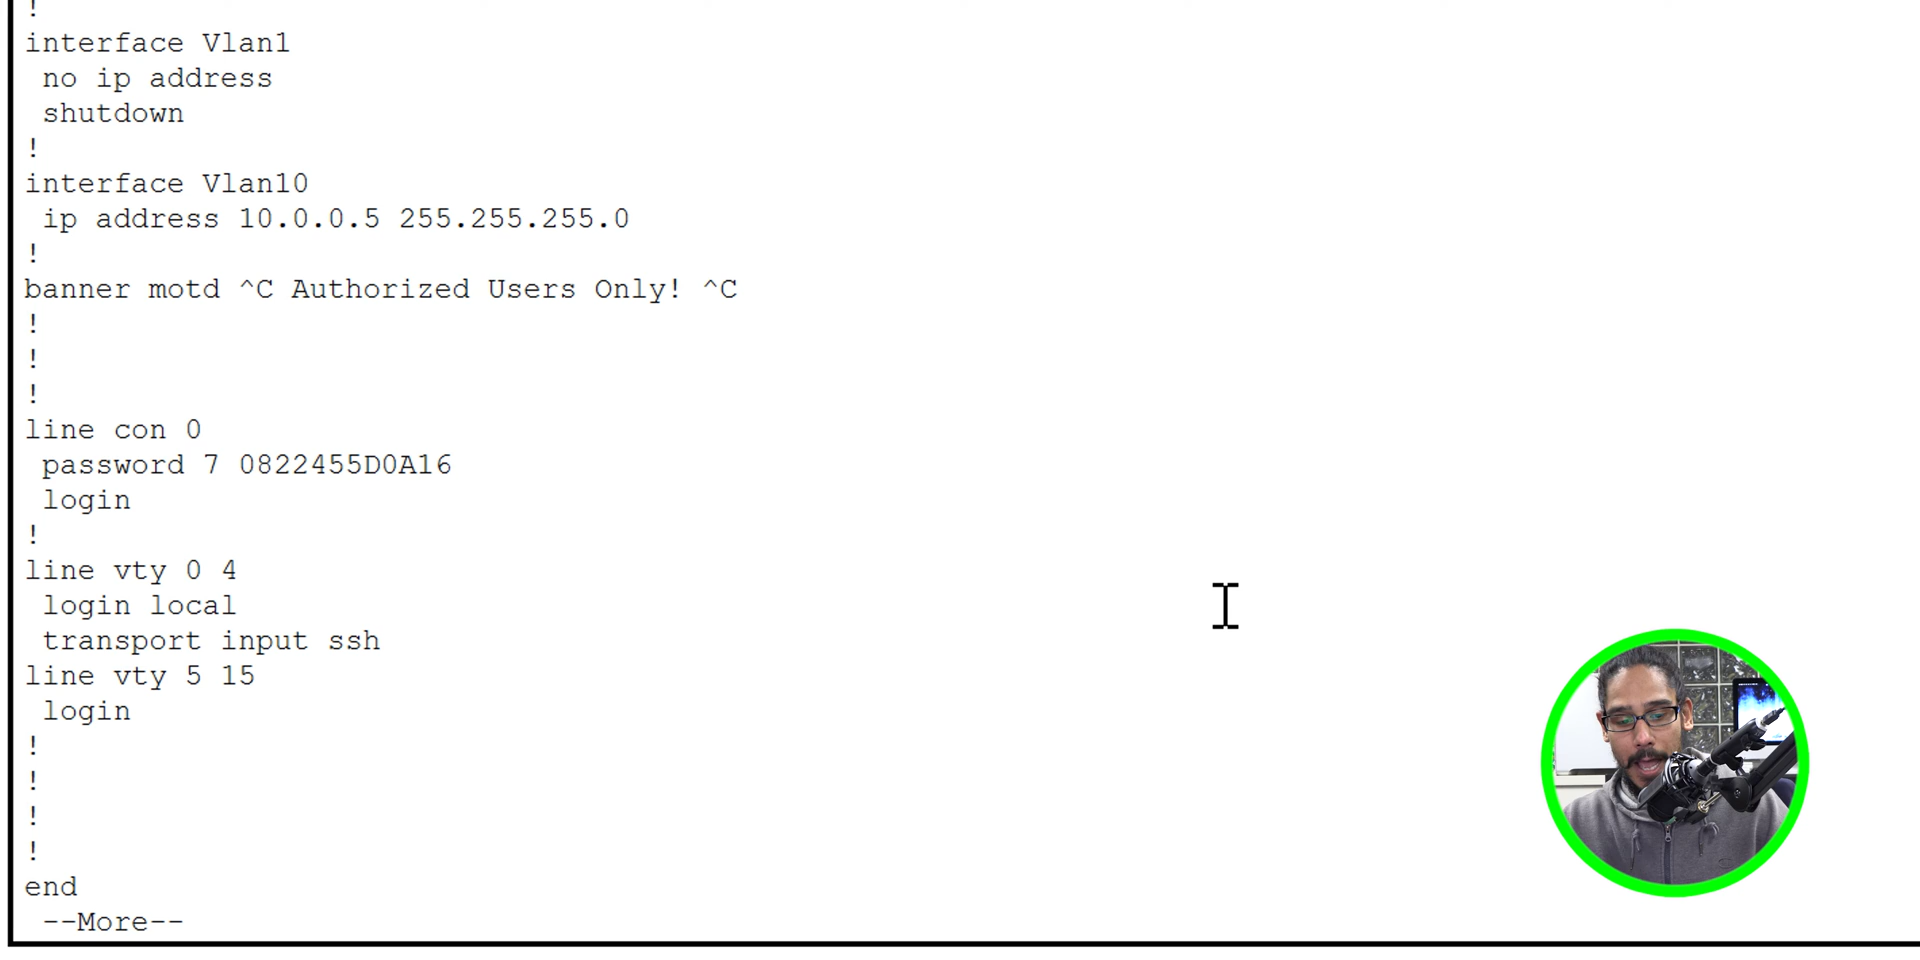 !
interface Vlan1
 no ip address
 shutdown
!
interface Vlan10
 ip address 10.0.0.5 255.255.255.0
!
banner motd ^C Authorized Users Only! ^C
!
!
!
line con 0
 password 7 0822455D0A16
 login
!
line vty 0 4
 login local
 transport input ssh
line vty 5 15
 login
!
!
!
!
end
 --More--